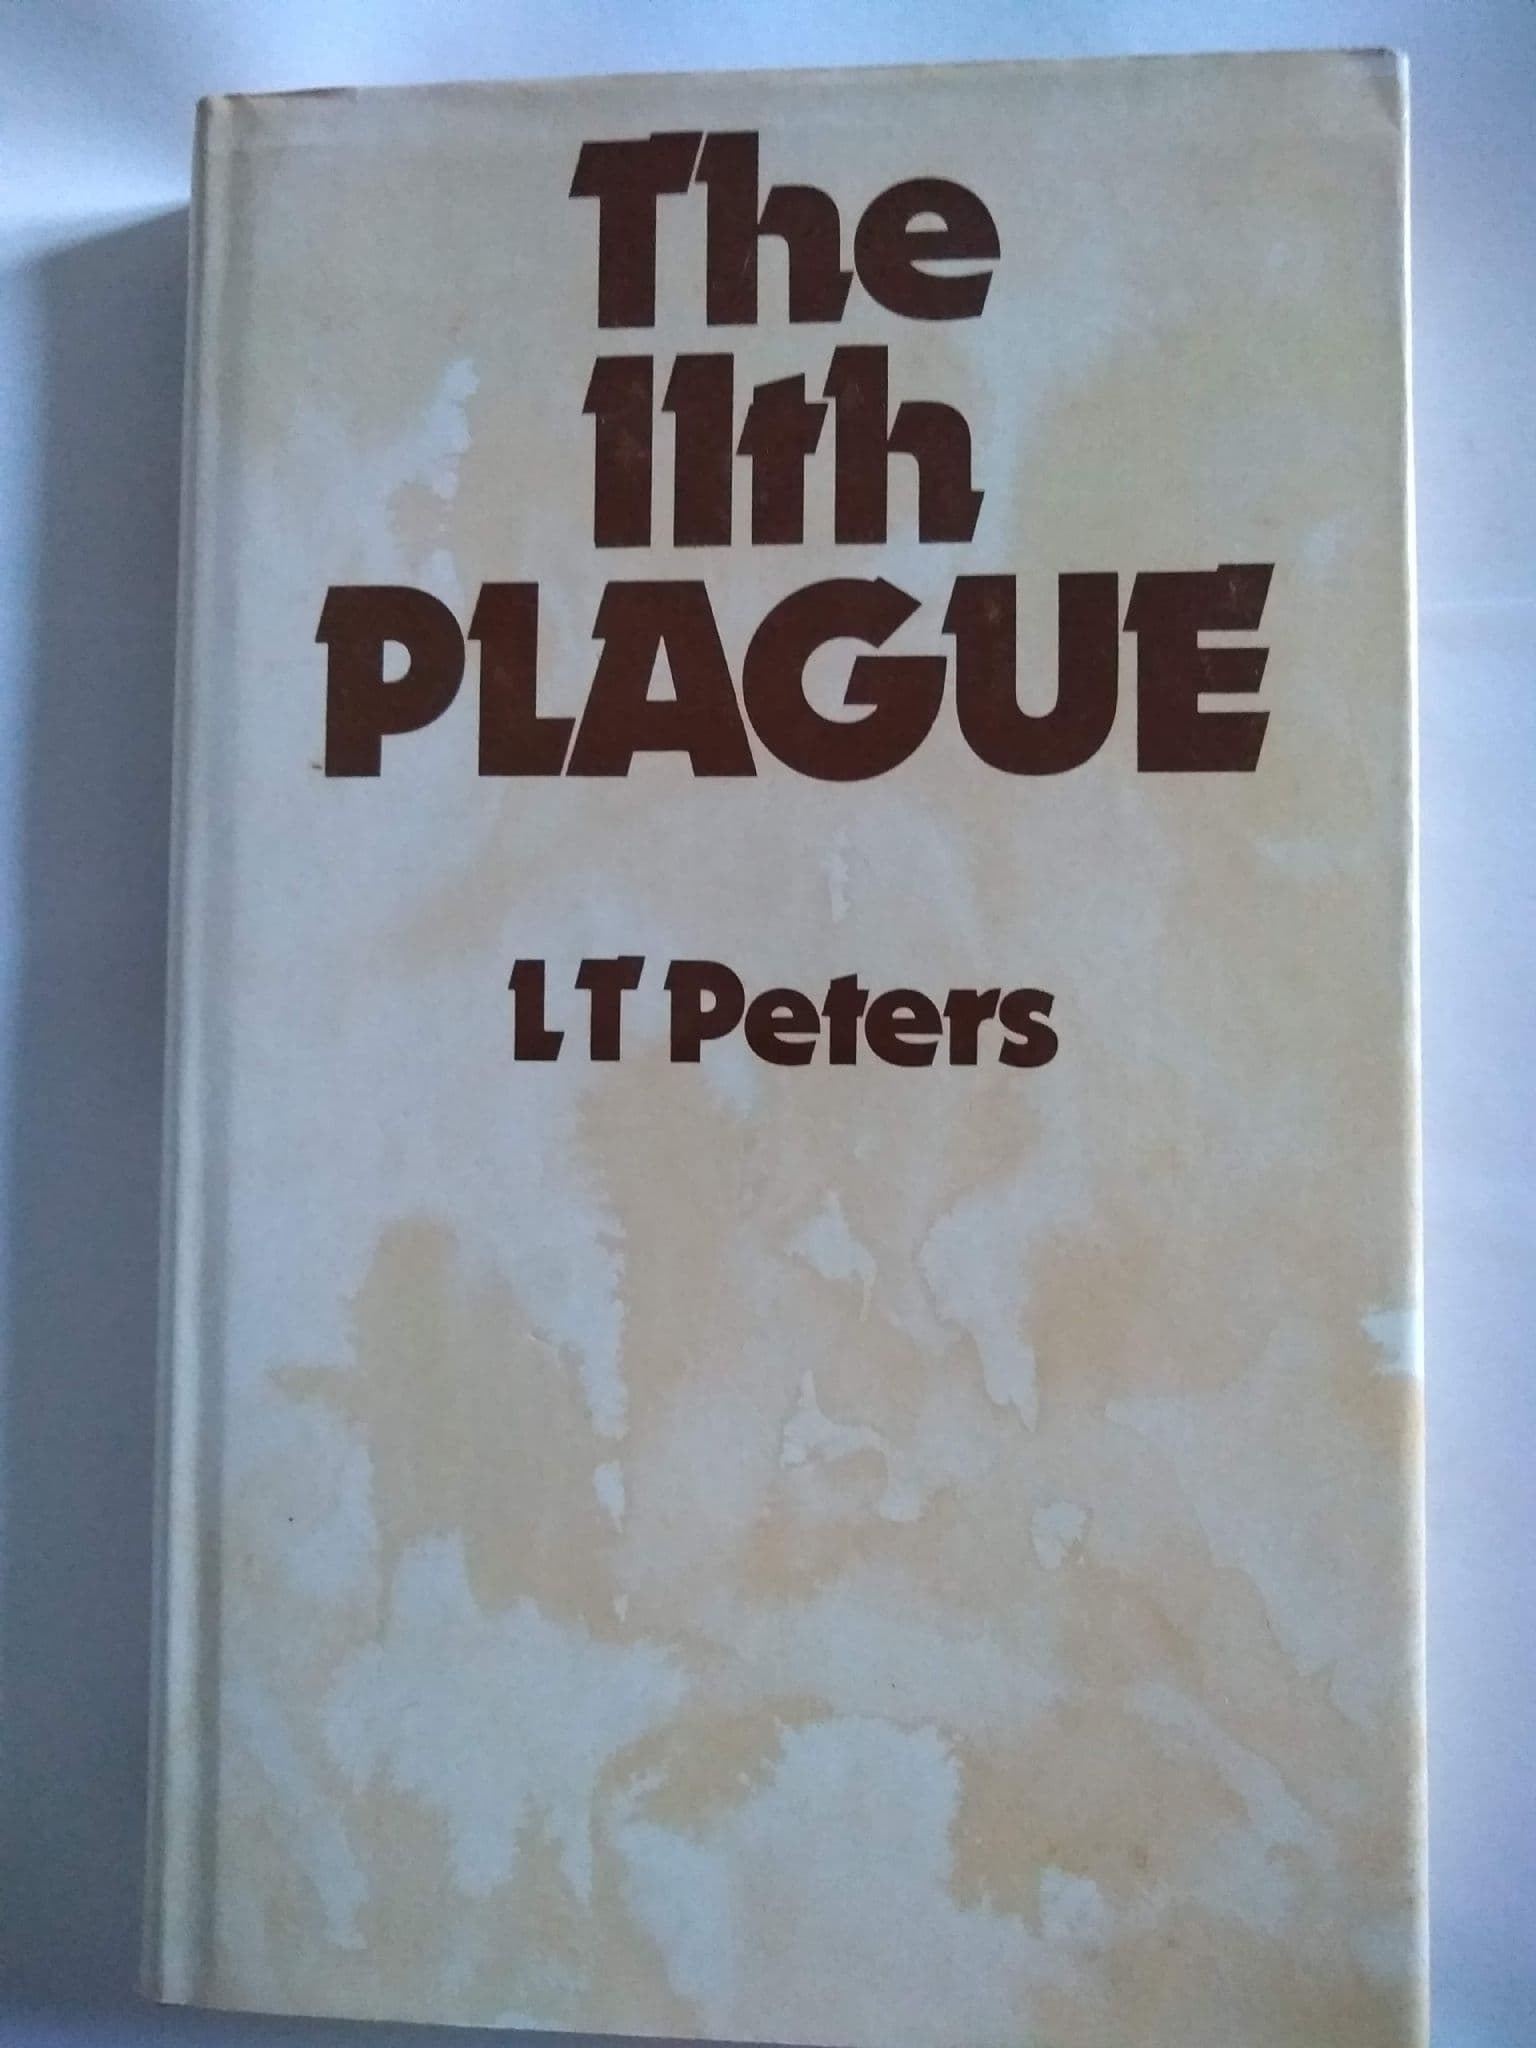 The
11th
PLAGUE
L T Peters